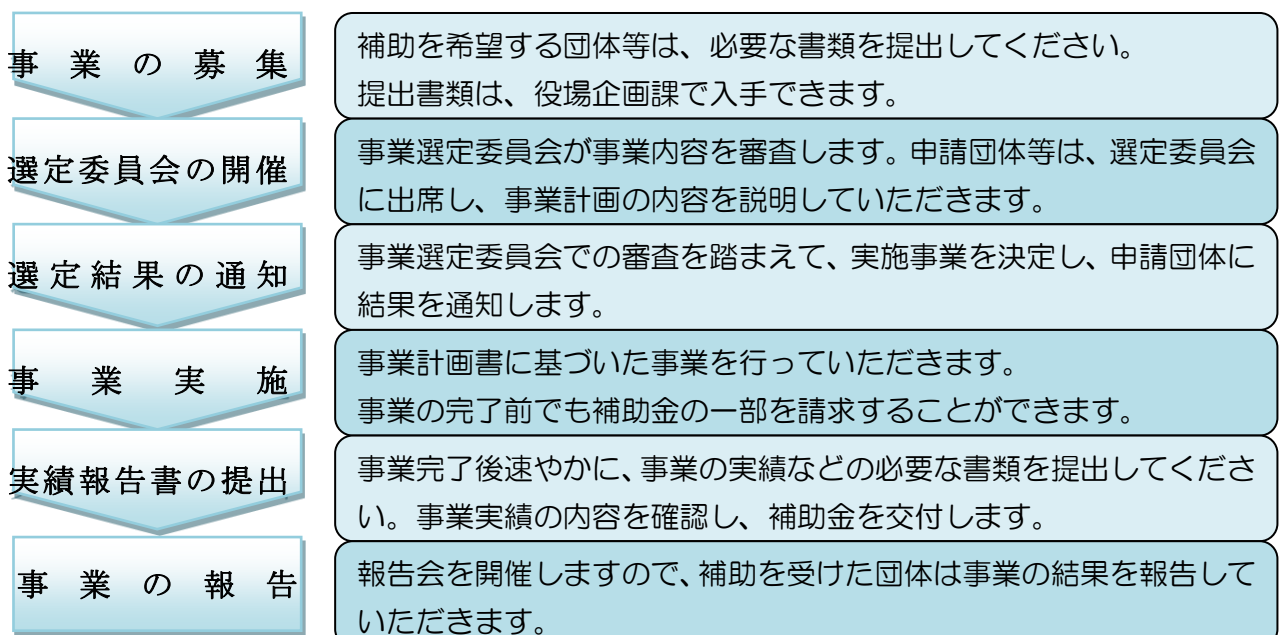 事業の募集
補助を希望する団体等は、必要な書類を提出してください。
提出書類は、役場企画課で入手できます。
選定委員会の開催
事業選定委員会が事業内容を審査します。申請団体等は、選定委員会
に出席し、事業計画の内容を説明していただきます。
選定結果の通知
事業選定委員会での審査を踏まえて、実施事業を決定し、申請団体に
結果を通知します。
事業実施
事業計画書に基づいた事業を行っていただきます。
事業の完了前でも補助金の一部を請求することができます。
実績報告書の提出
事業完了後速やかに、事業の実績などの必要な書類を提出してくださ
い。事業実績の内容を確認し、補助金を交付します。
事業の報告
報告会を開催しますので、補助を受けた団体は事業の結果を報告して
いただきます。